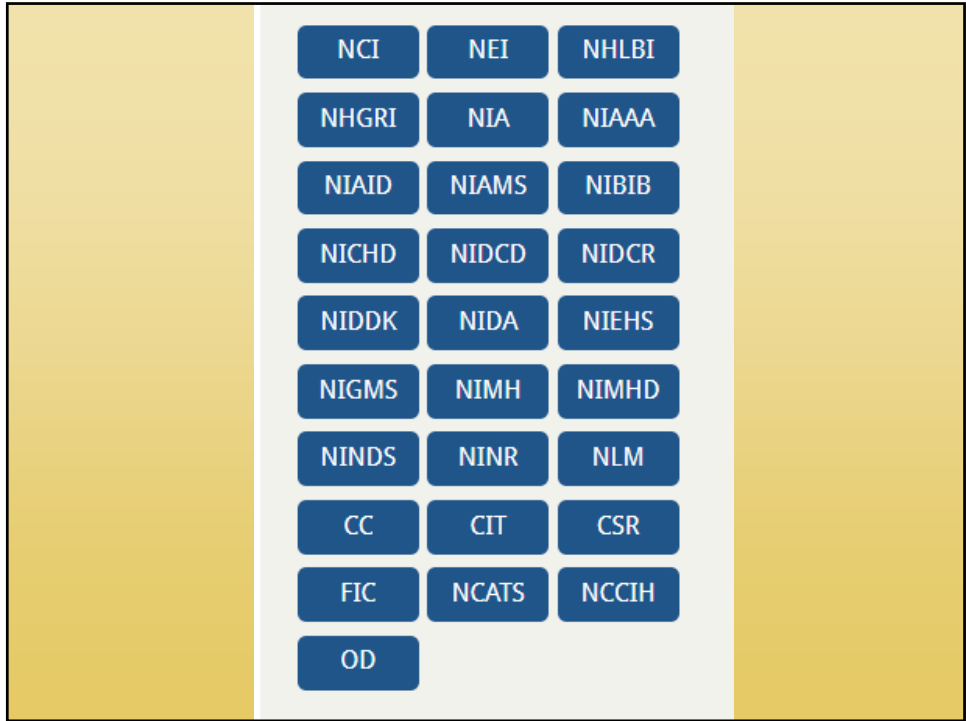 NCI NEI NHLBI
NHGRI NIA NIAAA
NIAID NIAMS NIBIB
NICHD NIDCD NIDCR
NIDDK NIDA NIEHS
NIGMS NIMH NIMHD
NINDS NINR NLM
CC CIT CSR
FIC NCATS NCCIH
OD